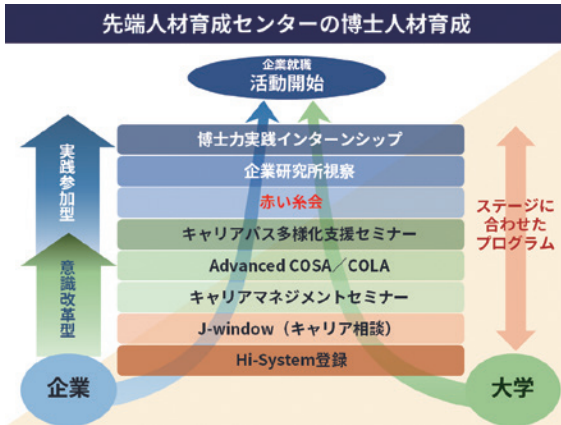 先端人材育成センターの博士人材育成
企業就職
活動開始
博士力実践インターンシップ
企業研究所視察
赤い糸会
キャリアパス多様化支援セミナー
Advanced COSA／COLA
キャリアマネジメントセミナー
J-window（キャリア相談）
Hi-System登録
実践参加型
意識改革型
ステージに
合わせた
プログラム
企業
大学